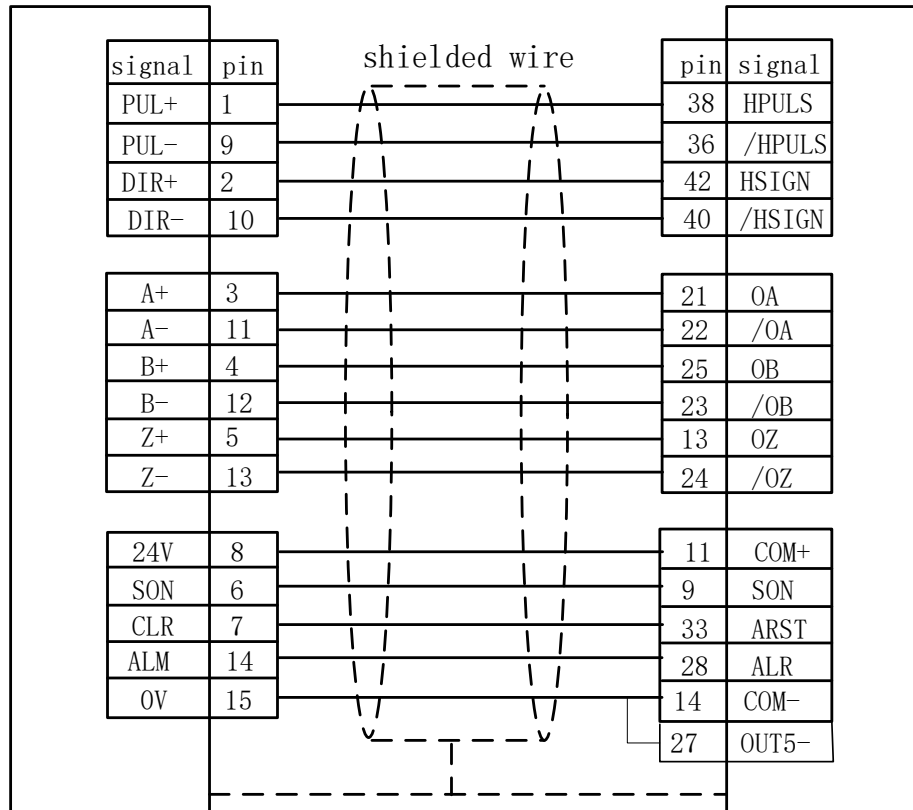 shielded wire
signal pin pin signal
PUL+ 1 38 HPULS
PUL- 9 36 /HPULS
DIR+ 2 42 HSIGN
DIR- 10 40 /HSIGN
A+ 3 21 OA
A- 11 22 /OA
B+ 4 25 OB
B- 12 23 /OB
Z+ 5 13 OZ
Z- 13 24 /OZ
24V 8 11 COM+
SON 6 9 SON
CLR 7 33 ARST
ALM 14 28 ALR
0V 15 14 COM-
27 OUT5-